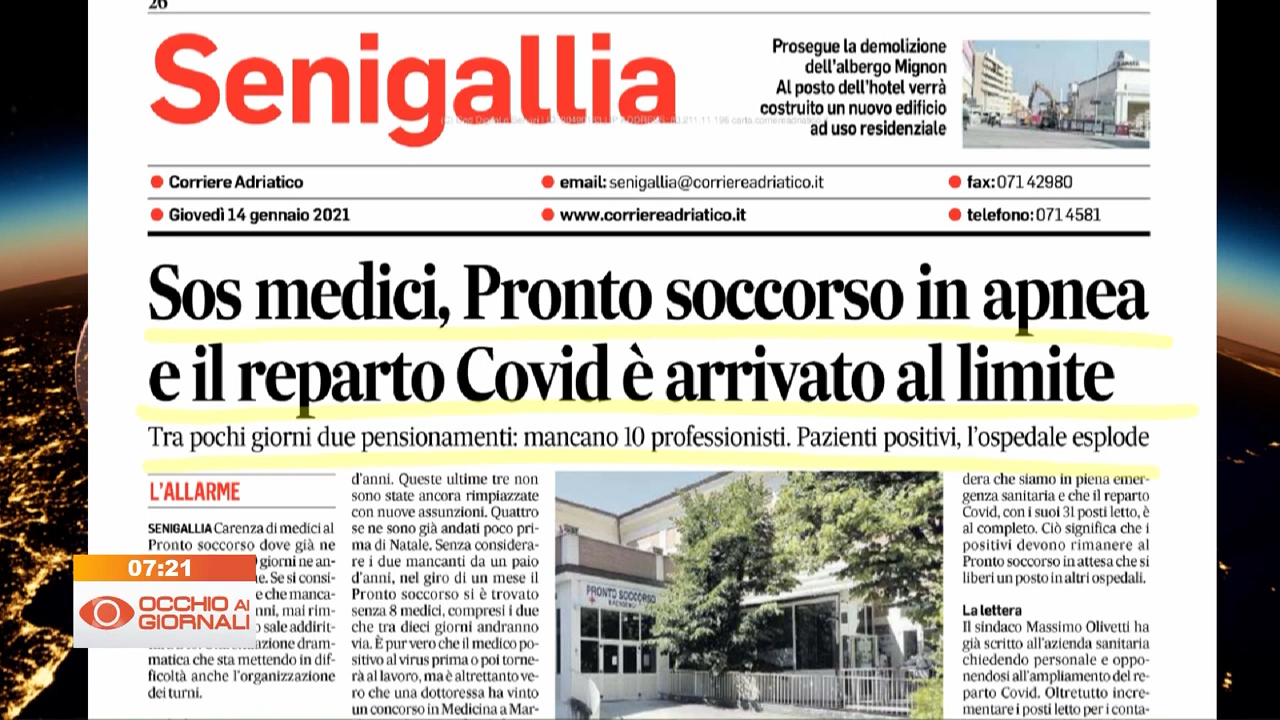 26
Senigallia
Prosegue la demolizione
dell'albergo Mignon
Al posto dell'hotel verrà
costruito un nuovo edificio
ad uso residenziale
Corriere Adriatico
email: senigallia@corriereadriatico.it
fax: 071 42980
Giovedì 14 gennaio 2021
www.corriereadriatico.it
telefono: 071 4581
Sos medici, Pronto soccorso in apnea
e il reparto Covid è arrivato al limite
Tra pochi giorni due pensionamenti: mancano 10 professionisti. Pazienti positivi, l'ospedale esplode
L'ALLARME
SENIGALLIA Carenza di medici al
Pronto soccorso dove già ne
giorni ne an-
e. Se si consi-
e che manca-
nni, mai rim-
o sale addirit-
azione dram-
matica che sta mettendo in dif-
ficoltà anche l'organizzazione
dei turni.
d'anni. Queste ultime tre non
sono state ancora rimpiazzate
con nuove assunzioni. Quattro
se ne sono già andati poco pri-
ma di Natale. Senza considera-
re i due mancanti da un paio
d'anni, nel giro di un mese il
Pronto soccorso si è trovato
senza 8 medici, compresi i due
che tra dieci giorni andranno
via. È pur vero che il medico po-
sitivo al virus prima o poi torne-
rà al lavoro, ma è altrettanto ve-
ro che una dottoressa ha vinto
un concorso in Medicina a Mar-
PRONTO SOCCORSO
dera che siamo in piena emer-
genza sanitaria e che il reparto
Covid, con i suoi 31 posti letto, è
al completo. Ciò significa che i
positivi devono rimanere al
Pronto soccorso in attesa che si
liberi un posto in altri ospedali.
La lettera
Il sindaco Massimo Olivetti ha
già scritto all'azienda sanitaria
chiedendo personale e oppo-
nendosi all'ampliamento del re-
parto Covid. Oltretutto incre-
mentare i posti letto per i conta-
07:21
OCCHIO AI
GIORNALI